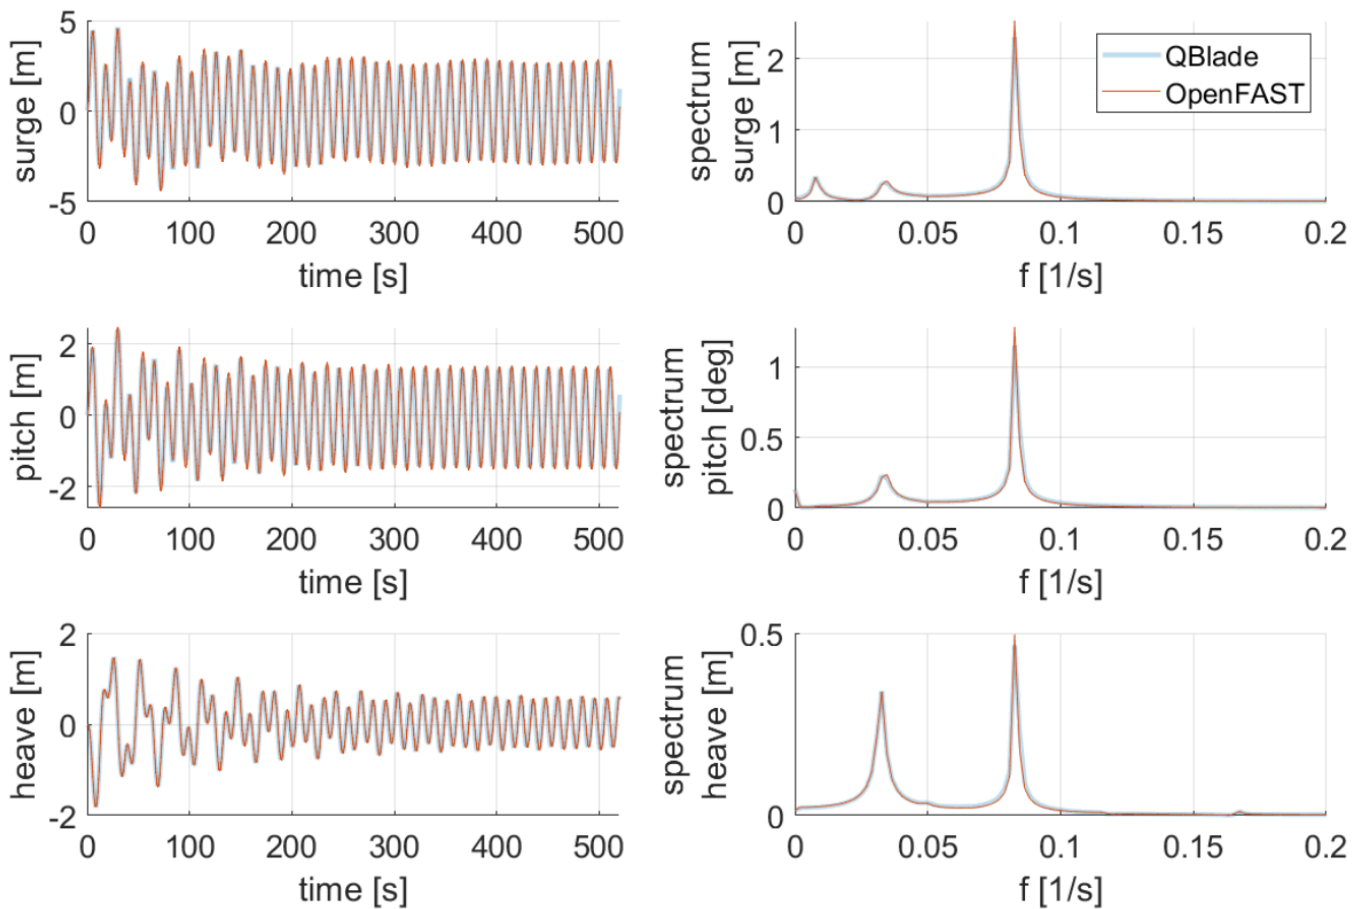 5
0
-5
surge [m]
0 100 200 300 400 500
time [s]
2
1
0
spectrum
surge [m]
QBlade
OpenFAST
0 0.05 0.1 0.15 0.2
f [1/s]
2
0
-2
pitch [m]
0 100 200 300 400 500
time [s]
1
0.5
0
spectrum
pitch [deg]
0 0.05 0.1 0.15 0.2
f [1/s]
2
0
-2
heave [m]
0 100 200 300 400 500
time [s]
0.5
0
spectrum
heave [m]
0 0.05 0.1 0.15 0.2
f [1/s]